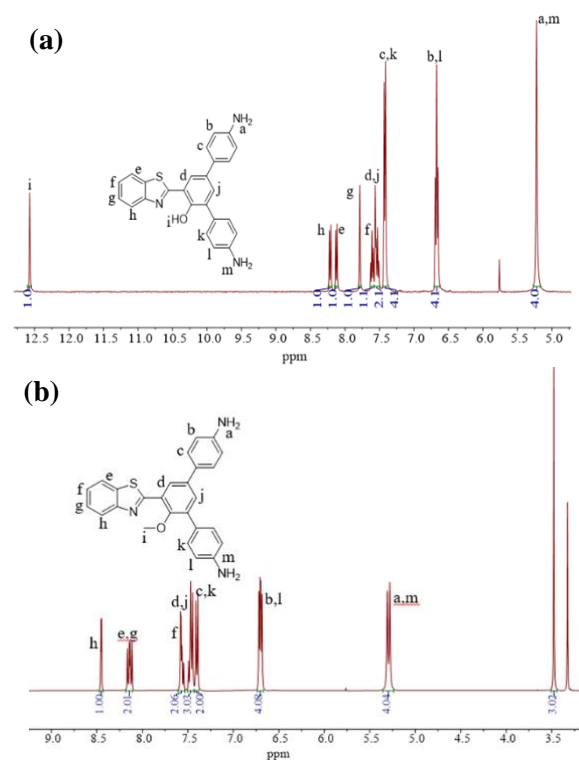 (a)
a,m
c,k
b,l
NH2
b
a
c
d
j
S
e
f
g
h
N
HO
i
k
l
m
NH2
i
h
e
g
f
d,j
1.0
1.0
1.0
1.0
1.1
2.1
4.1
4.1
4.0
12.5 12.0 11.5 11.0 10.5 10.0 9.5 9.0 8.5 8.0 7.5 7.0 6.5 6.0 5.5 5.0
ppm
(b)
NH2
b
a
c
d
j
S
e
f
g
h
N
O
i
k
m
l
NH2
h
e,g
f
d,j
c,k
b,l
a,m
1.00
2.01
2.06
3.03
2.00
4.08
4.04
3.02
9.0 8.5 8.0 7.5 7.0 6.5 6.0 5.5 5.0 4.5 4.0 3.5
ppm